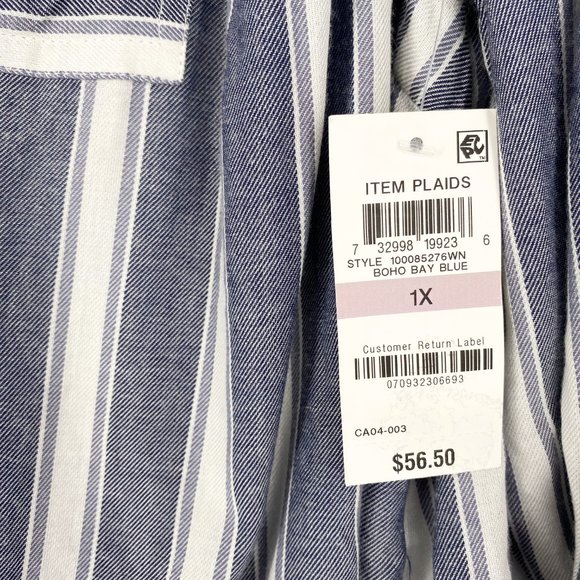 ITEM PLAIDS
7 32998 19923 6
STYLE 100085276WN
BOHO BAY BLUE
1X
Customer Return Label
070932306693
CA04-003
$56.50